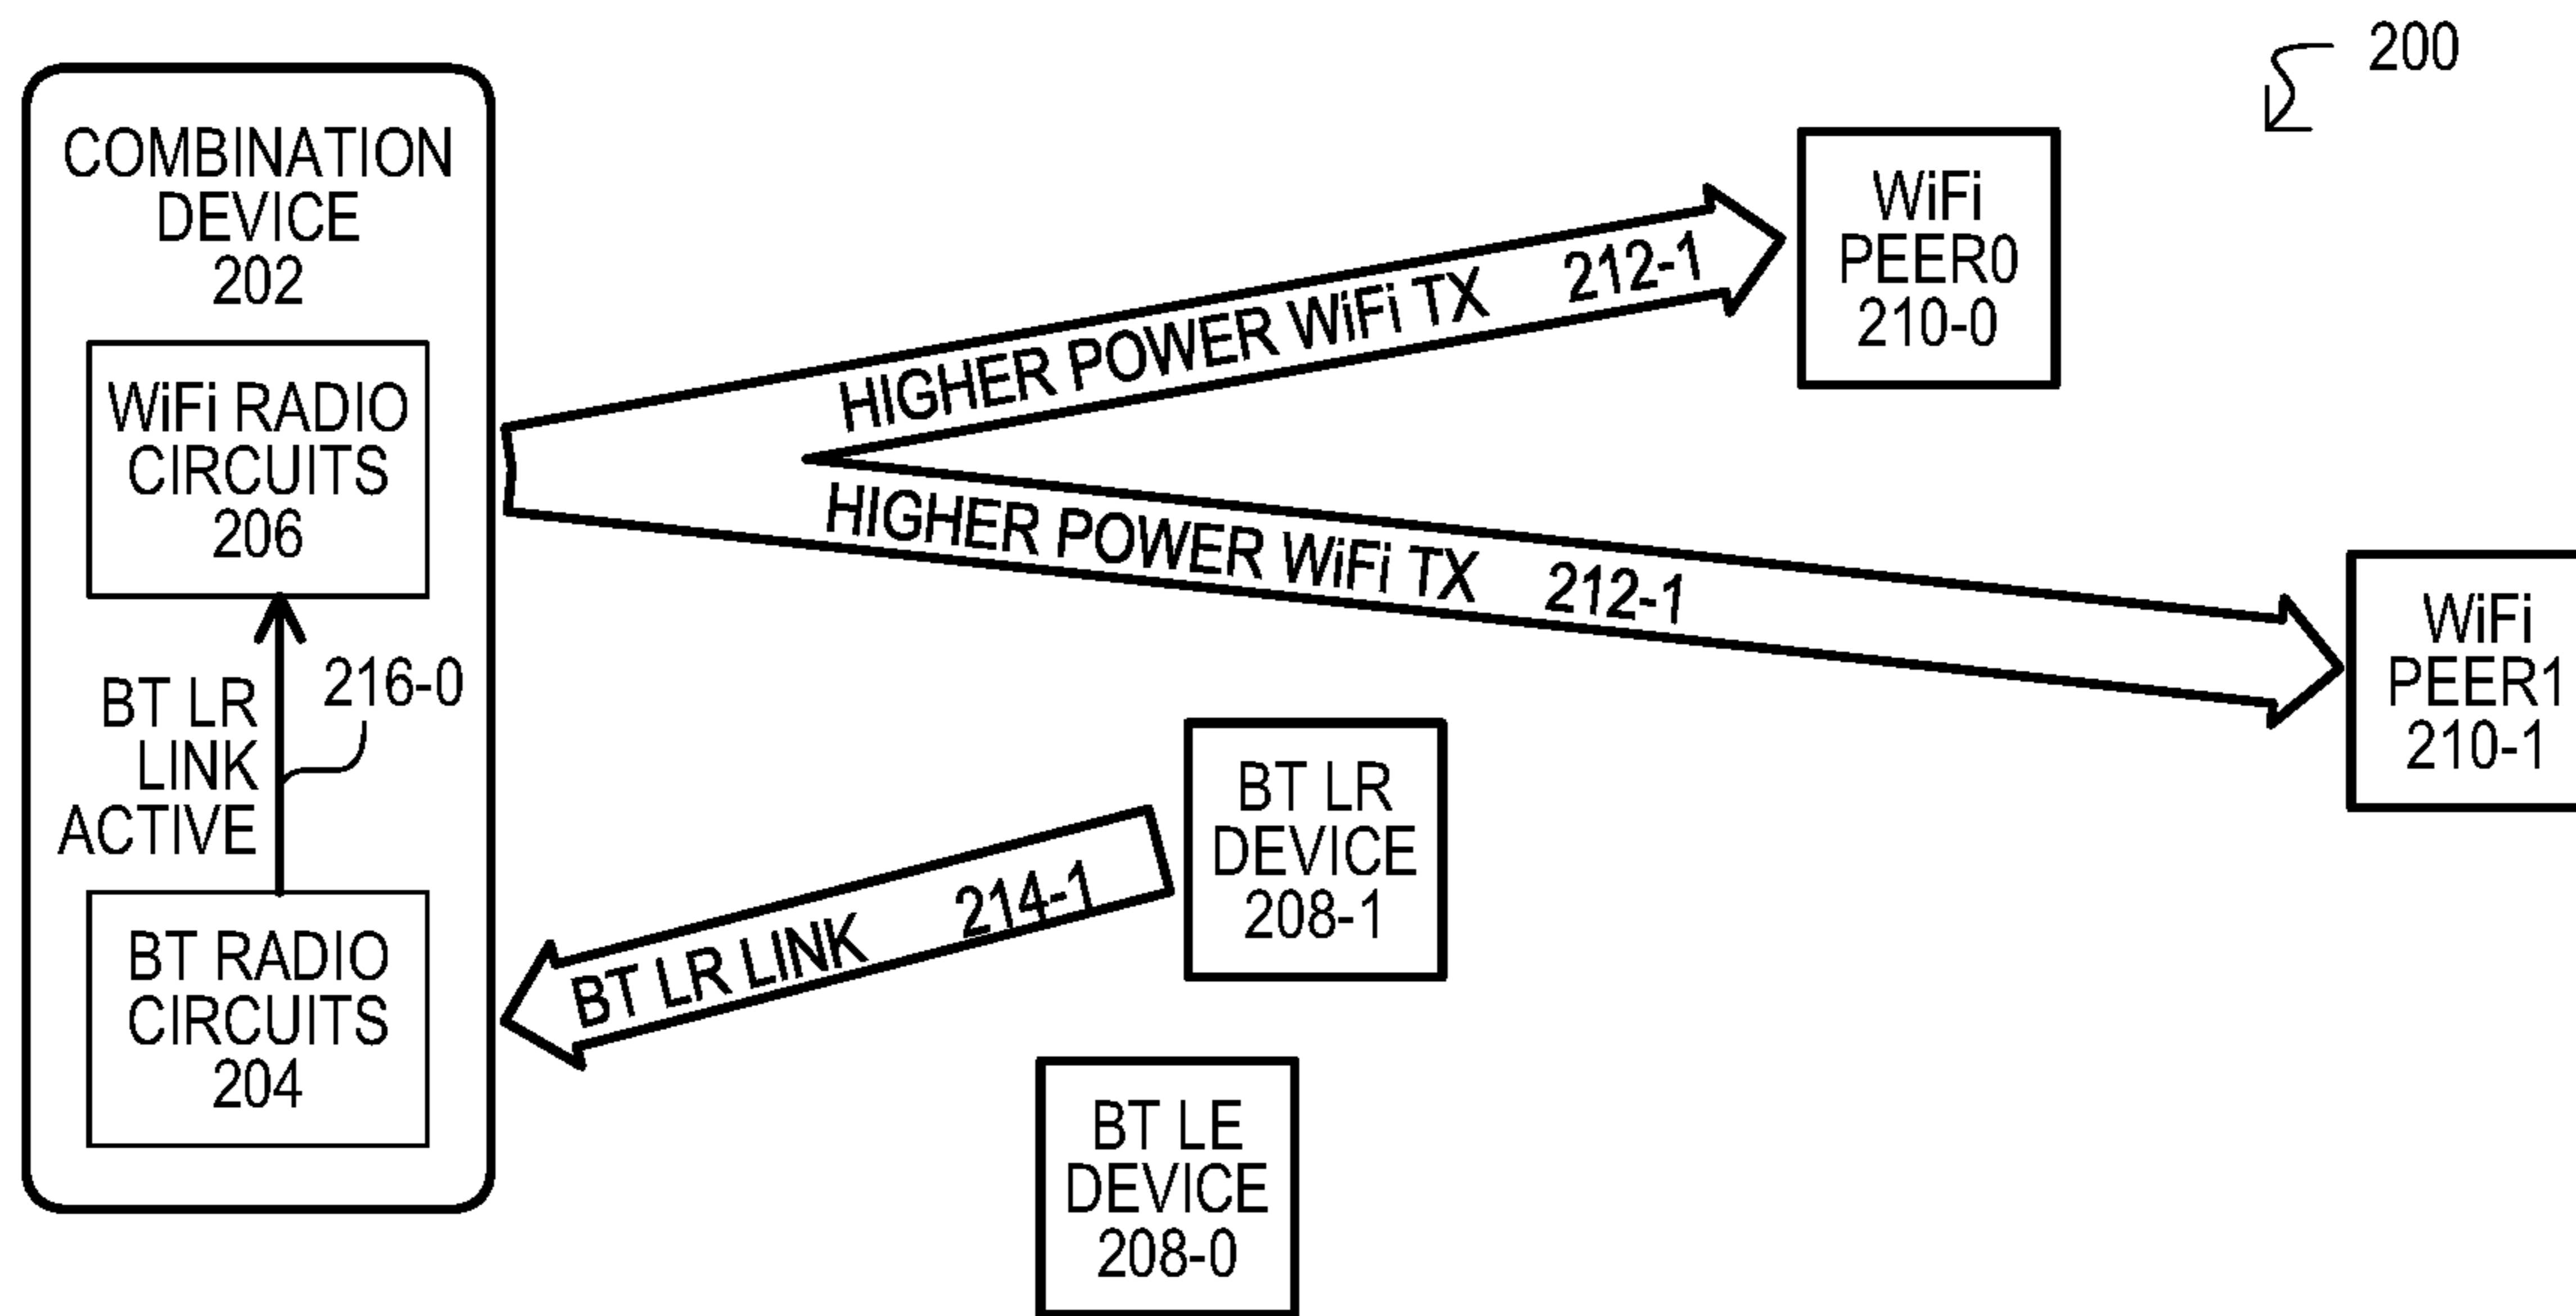 200
COMBINATION
DEVICE
202
WiFi RADIO
CIRCUITS
206
BT LR
LINK
ACTIVE
216-0
BT RADIO
CIRCUITS
204
HIGHER POWER WiFi TX 212-1
HIGHER POWER WiFi TX 212-1
WiFi
PEER0
210-0
WiFi
PEER1
210-1
BT LR LINK 214-1
BT LR
DEVICE
208-1
BT LE
DEVICE
208-0